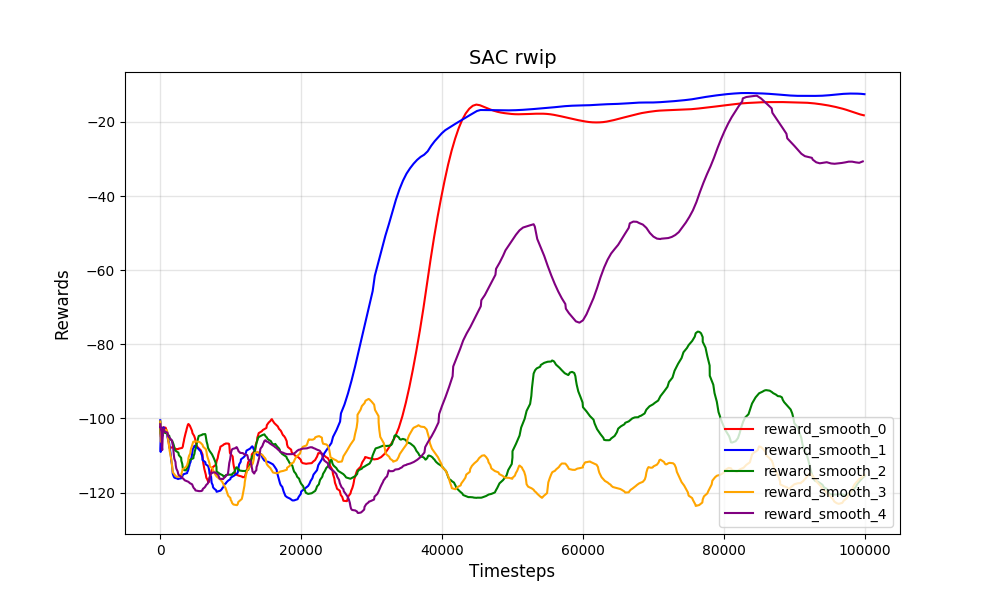 SAC rwip
Rewards
−20
−40
−60
−80
−100
−120
0
20000
40000
60000
80000
100000
Timesteps
reward_smooth_0
reward_smooth_1
reward_smooth_2
reward_smooth_3
reward_smooth_4